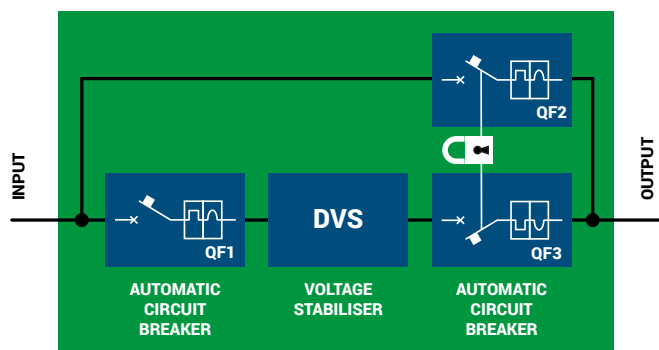 QF2
INPUT
OUTPUT
QF1
DVS
QF3
AUTOMATIC
CIRCUIT
BREAKER
VOLTAGE
STABILISER
AUTOMATIC
CIRCUIT
BREAKER